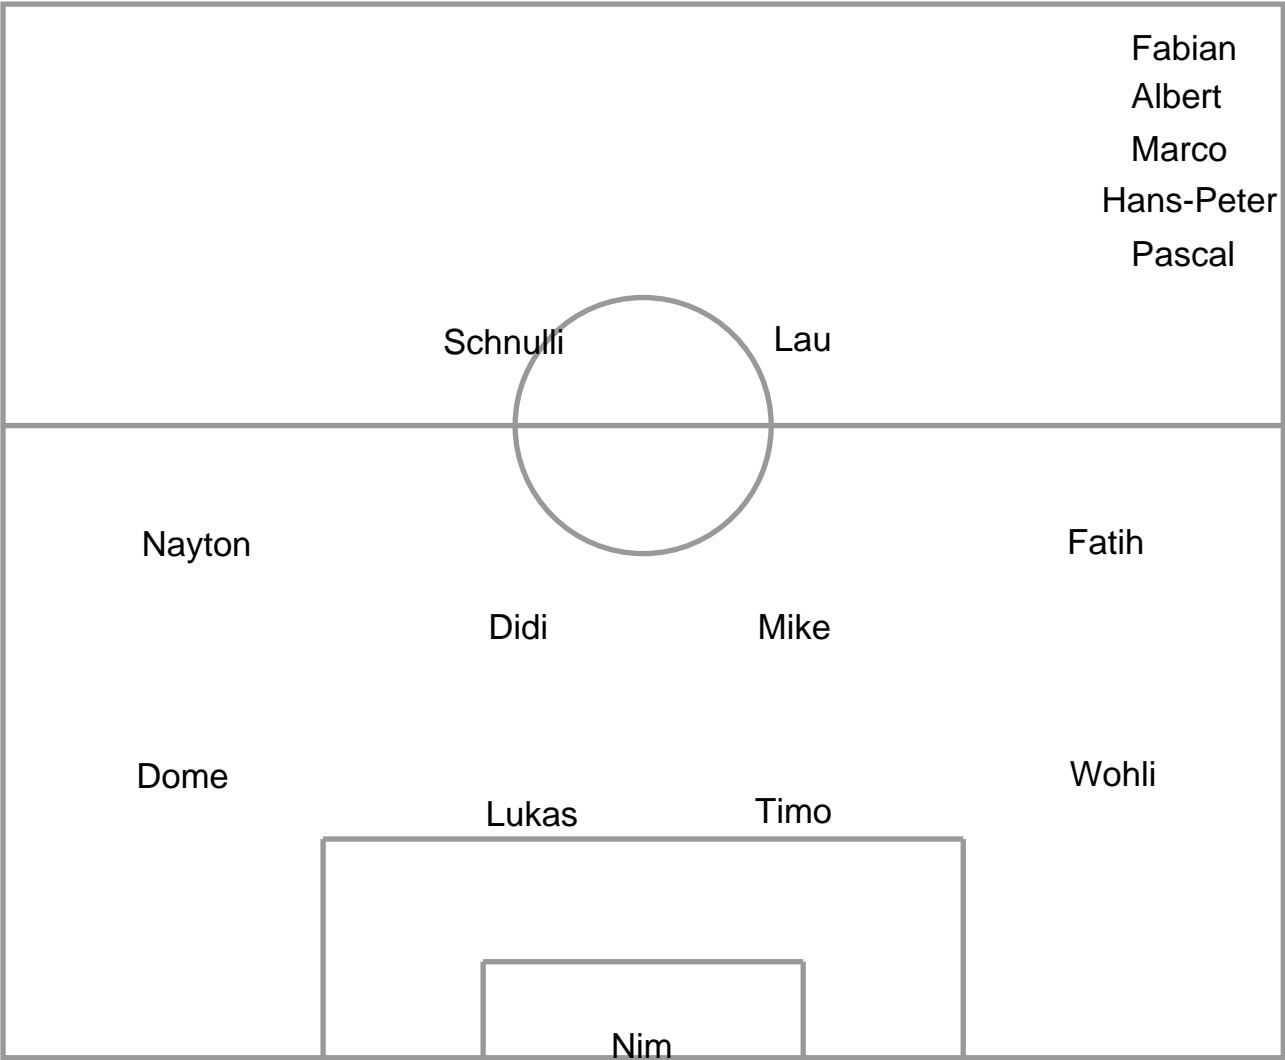 Fabian
Albert
Marco
Hans-Peter
Pascal
Schnulli Lau
Nayton Fatih
Didi Mike
Dome Wohli
Lukas Timo
Nim